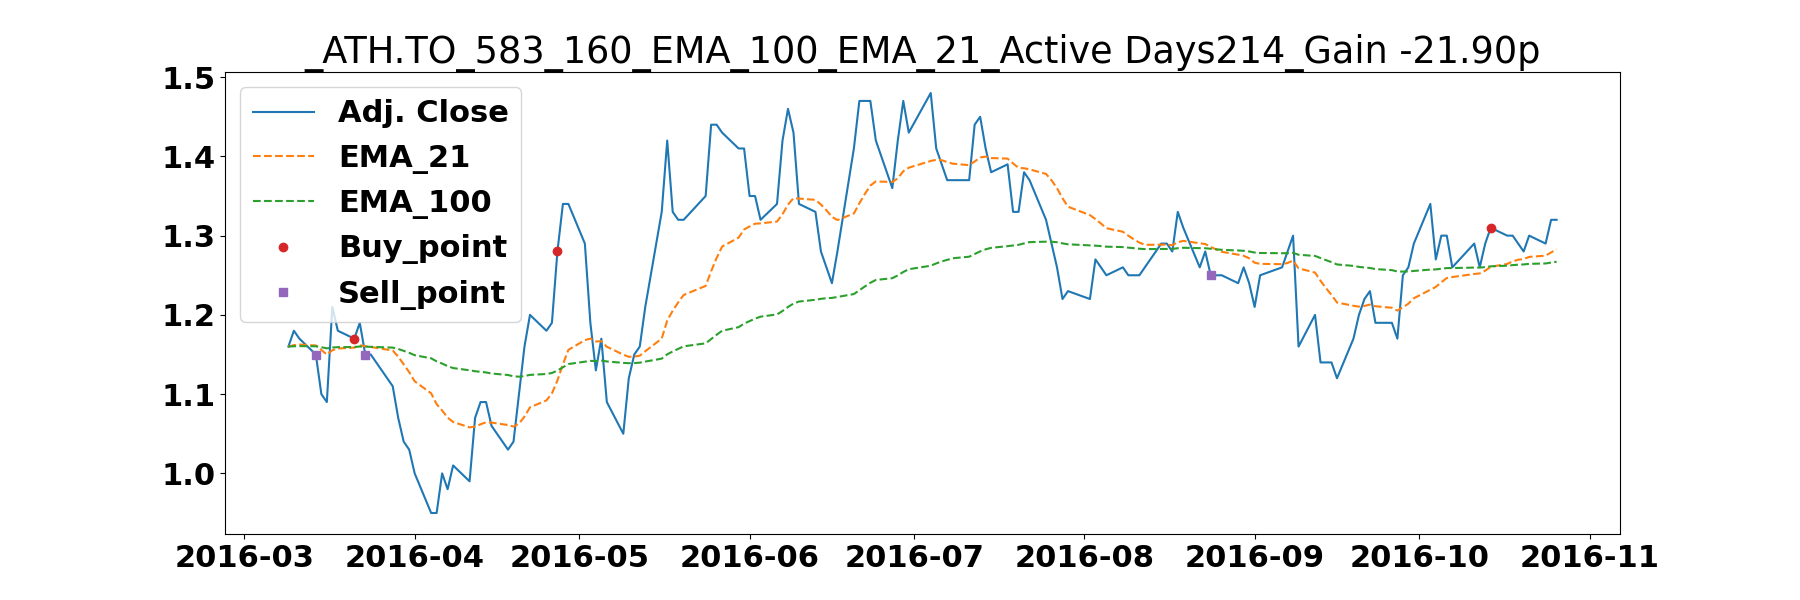 _ATH.TO_583_160_EMA_100_EMA_21_Active Days214_Gain -21.90p
1.5
1.4
1.3
1.2
1.1
1.0
Adj. Close
EMA_21
EMA_100
Buy_point
Sell_point
2016-03 2016-04 2016-05 2016-06 2016-07 2016-08 2016-09 2016-10 2016-11